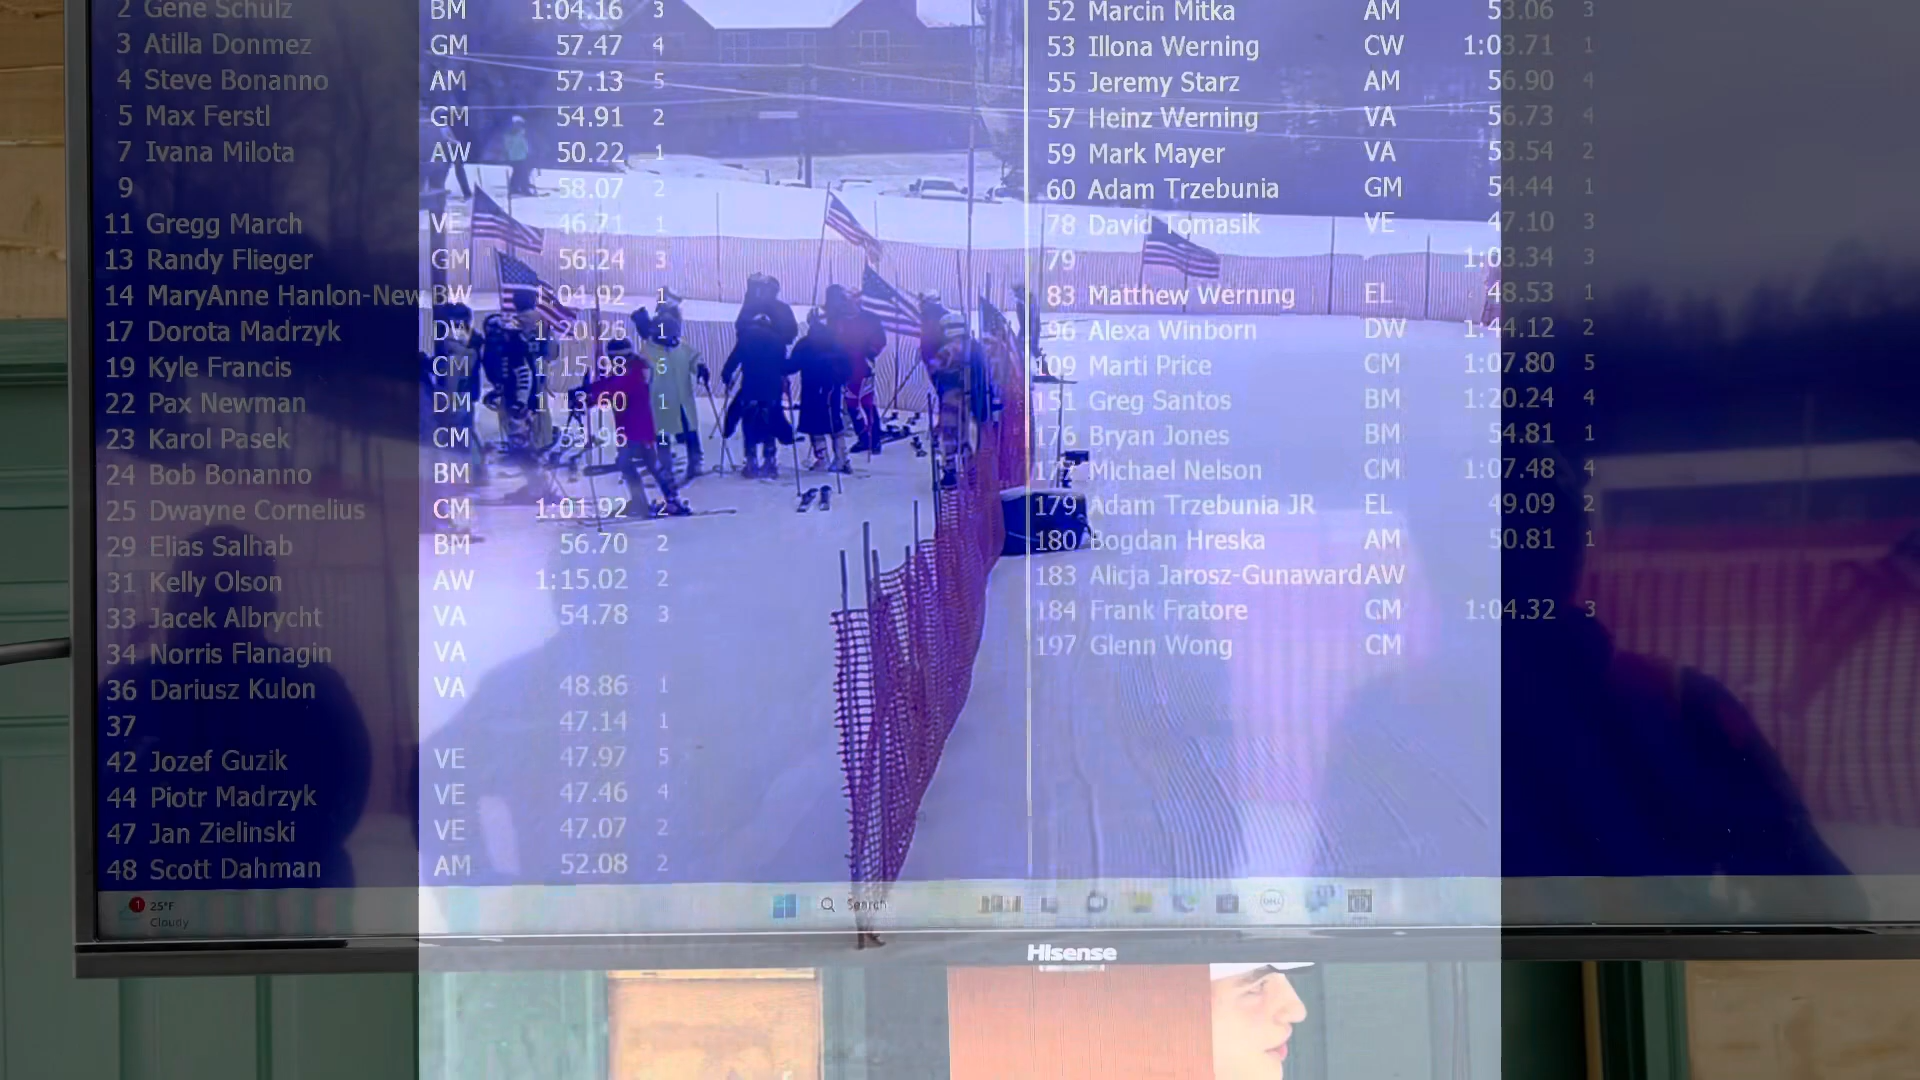 2 Gene Schulz BM 1:04.16 3
3 Atilla Donmez GM 57.47 4
4 Steve Bonanno AM 57.13 5
5 Max Ferstl GM 54.91 2
7 Ivana Milota AW 50.22 1
9 58.07 2
11 Gregg March VE 46.71 1
13 Randy Flieger GM 56.24 3
14 MaryAnne Hanlon-New BW 1:04.92 1
17 Dorota Madrzyk DW 1:20.26 1
19 Kyle Francis CM 1:15.98 6
22 Pax Newman DM 1:13.60 1
23 Karol Pasek CM 53.96 1
24 Bob Bonanno BM
25 Dwayne Cornelius CM 1:01.92 2
29 Elias Salhab BM 56.70 2
31 Kelly Olson AW 1:15.02 2
33 Jacek Albrycht VA 54.78 3
34 Norris Flanagin VA
36 Dariusz Kulon VA 48.86 1
37 47.14 1
42 Jozef Guzik VE 47.97 5
44 Piotr Madrzyk VE 47.46 4
47 Jan Zielinski VE 47.07 2
48 Scott Dahman AM 52.08 2
52 Marcin Mitka AM 53.06 3
53 Illona Werning CW 1:03.71 1
55 Jeremy Starz AM 56.90 4
57 Heinz Werning VA 56.73 4
59 Mark Mayer VA 53.54 2
60 Adam Trzebunia GM 54.44 1
78 David Tomasik VE 47.10 3
79 1:03.34 3
83 Matthew Werning EL 48.53 1
96 Alexa Winborn DW 1:44.12 2
109 Marti Price CM 1:07.80 5
151 Greg Santos BM 1:20.24 4
176 Bryan Jones BM 54.81 1
177 Michael Nelson CM 1:07.48 4
179 Adam Trzebunia JR EL 49.09 2
180 Bogdan Hreska AM 50.81 1
183 Alicja Jarosz-Gunaward AW
184 Frank Fratore CM 1:04.32 3
197 Glenn Wong CM
1 25°F
Cloudy
Search
Hisense